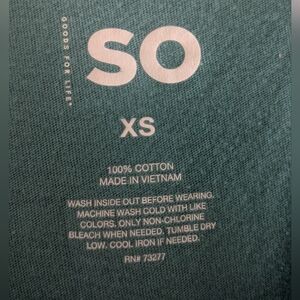 GOODS FOR LIFE®
SO
XS
100% COTTON
MADE IN VIETNAM
WASH INSIDE OUT BEFORE WEARING.
MACHINE WASH COLD WITH LIKE
COLORS. ONLY NON-CHLORINE
BLEACH WHEN NEEDED. TUMBLE DRY
LOW. COOL IRON IF NEEDED.
RN# 73277